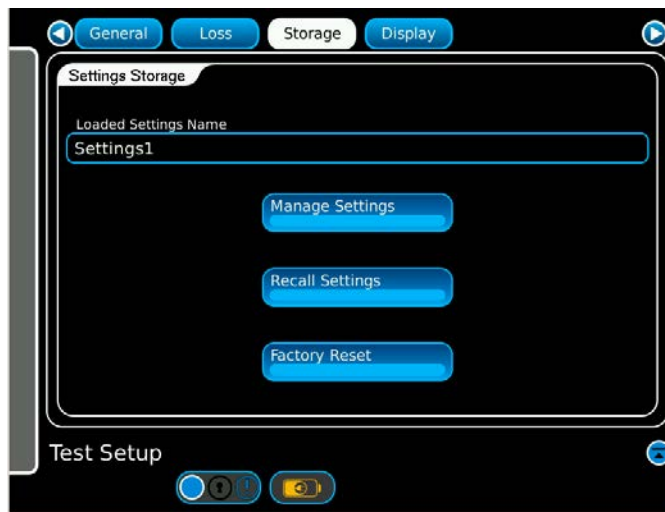 General Loss Storage Display
Settings Storage
Loaded Settings Name
Settings1
Manage Settings
Recall Settings
Factory Reset
Test Setup